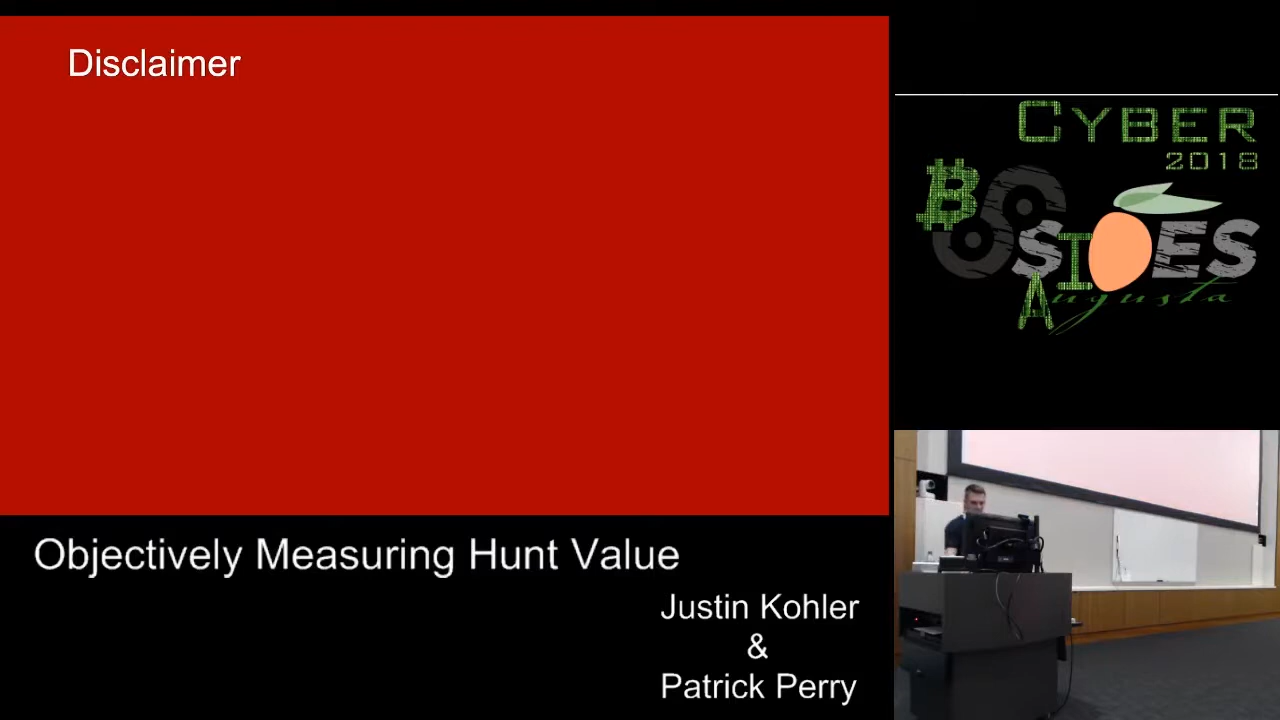 Disclaimer
CYBER
2018
BSIDES
Augusta
Objectively Measuring Hunt Value
Justin Kohler
&
Patrick Perry